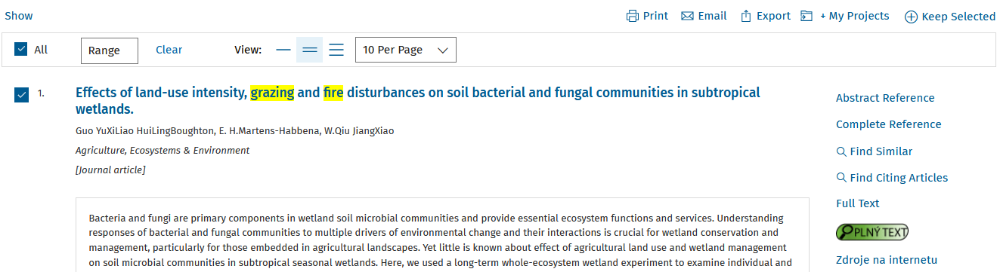 Show
Print Email Export + My Projects Keep Selected
All Range Clear View: 10 Per Page
1. Effects of land-use intensity, grazing and fire disturbances on soil bacterial and fungal communities in subtropical
wetlands.
Guo YuXiLiao HuiLingBoughton, E. H.Martens-Habbena, W.Qiu JiangXiao
Agriculture, Ecosystems & Environment
[Journal article]
Bacteria and fungi are primary components in wetland soil microbial communities and provide essential ecosystem functions and services. Understanding
responses of bacterial and fungal communities to multiple drivers of environmental change and their interactions is crucial for wetland conservation and
management, particularly for those embedded in agricultural landscapes. Yet little is known about effect of agricultural land use and wetland management
on soil microbial communities in subtropical seasonal wetlands. Here, we used a long-term whole-ecosystem wetland experiment to examine individual and
Abstract Reference
Complete Reference
Find Similar
Find Citing Articles
Full Text
PLNÝ TEXT
Zdroje na internetu